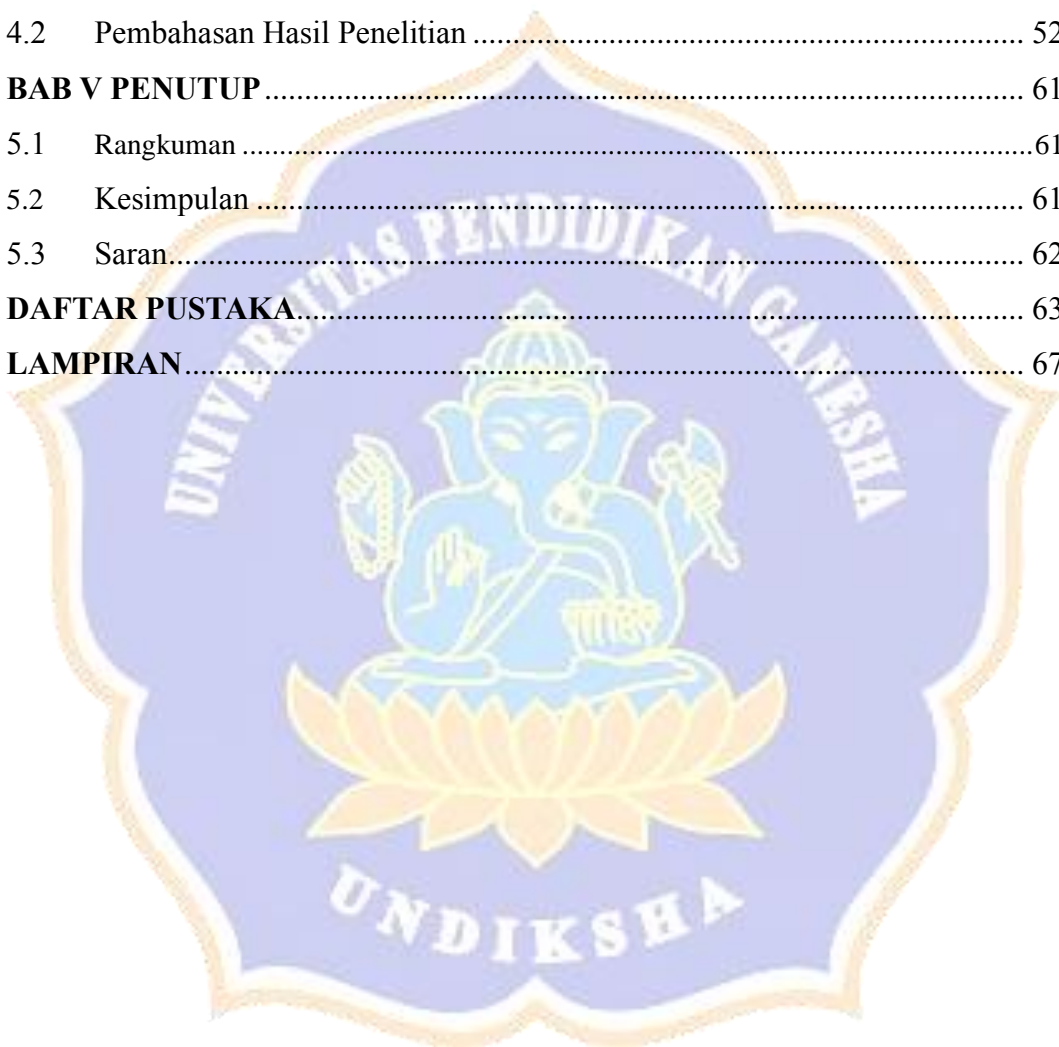 4.2 Pembahasan Hasil Penelitian ........................................................................ 52
BAB V PENUTUP .................................................................................................. 61
5.1 Rangkuman ..................................................................................................... 61
5.2 Kesimpulan ..................................................................................................... 61
5.3 Saran ............................................................................................................... 62
DAFTAR PUSTAKA ............................................................................................. 63
LAMPIRAN ............................................................................................................ 67
UNIVERSITAS PENDIDIKAN GANESHA
UNDIKSHA